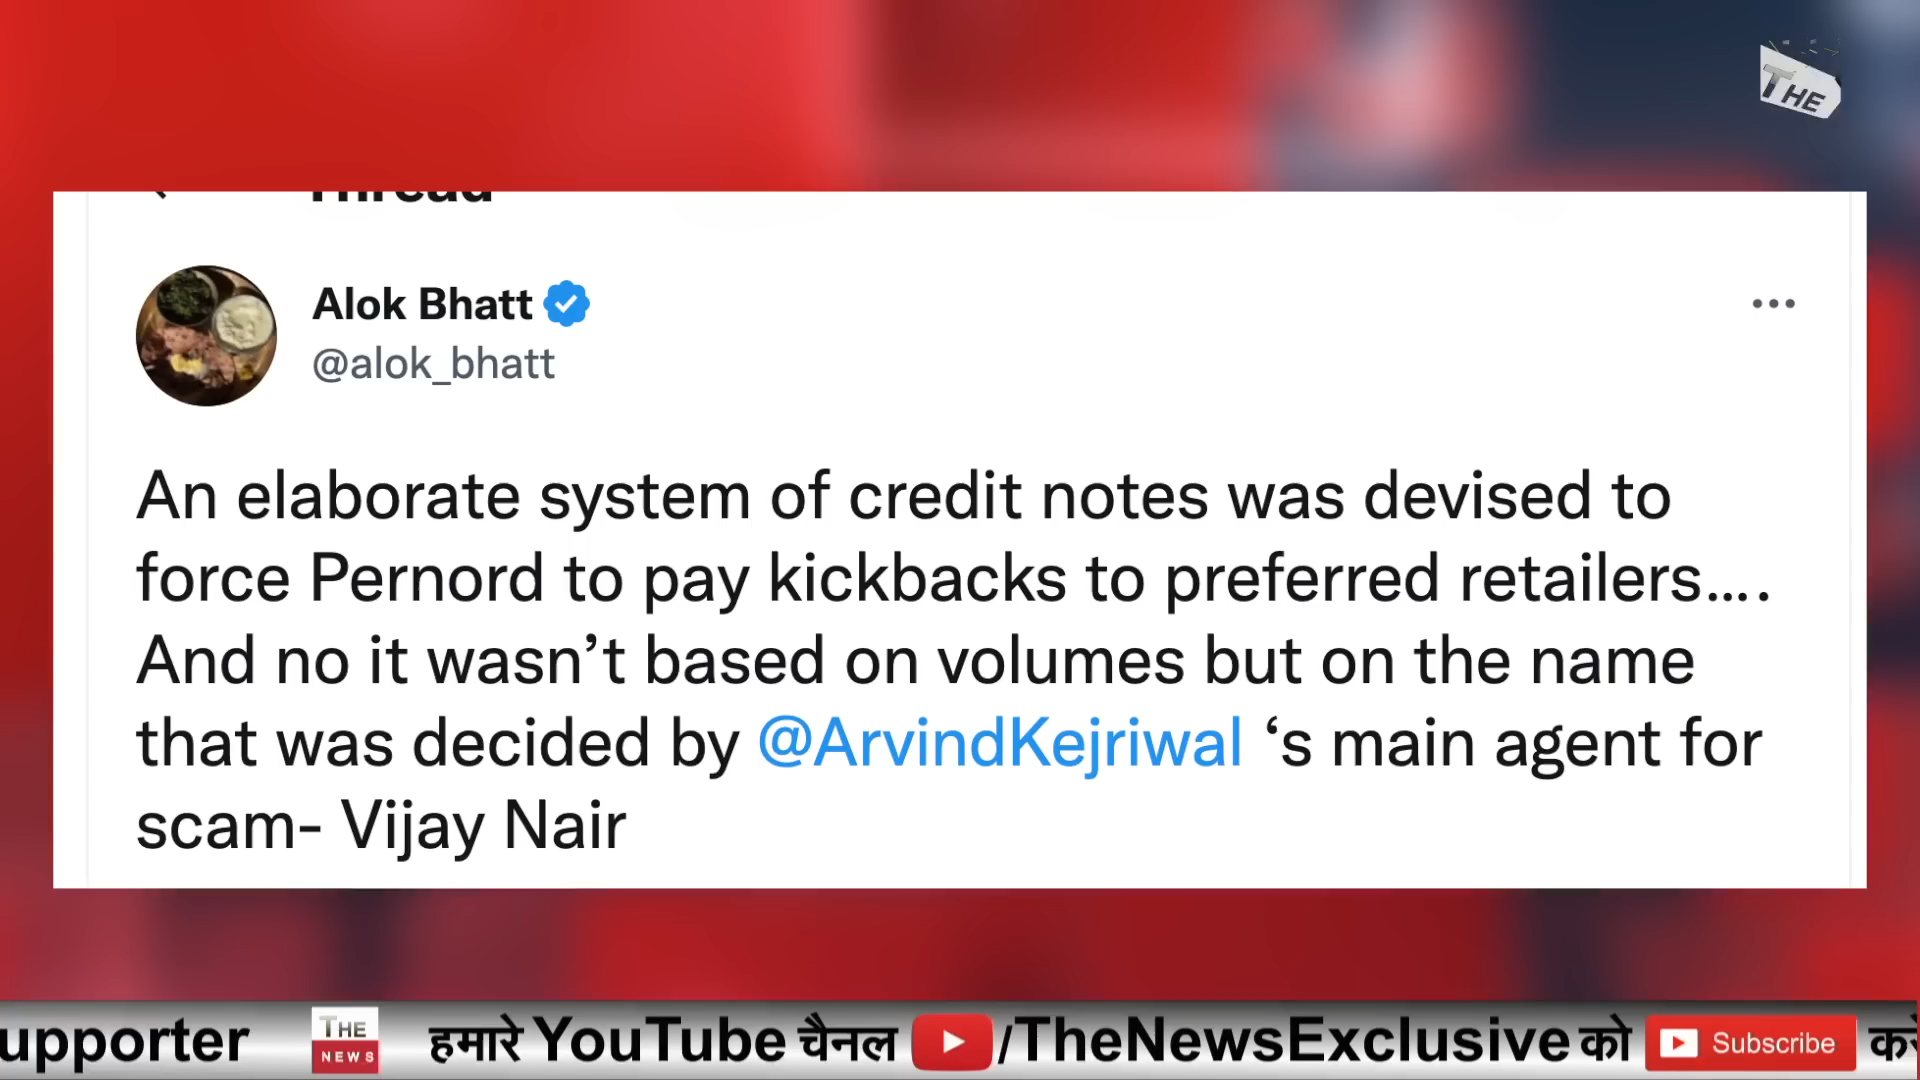 THE
Thread
Alok Bhatt
@alok_bhatt
An elaborate system of credit notes was devised to
force Pernord to pay kickbacks to preferred retailers....
And no it wasn’t based on volumes but on the name
that was decided by @ArvindKejriwal ‘s main agent for
scam- Vijay Nair
upporter THE NEWS हमारे YouTube चैनल /TheNewsExclusive को Subscribe